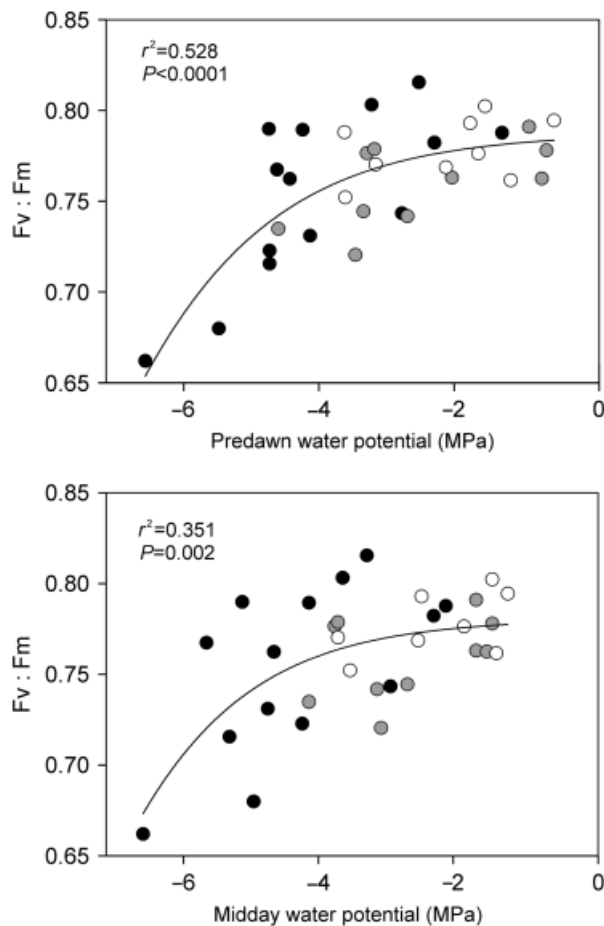 r²=0.528
P<0.0001
0.85
0.80
0.75
0.70
0.65
Fv : Fm
–6 –4 –2 0
Predawn water potential (MPa)
r²=0.351
P=0.002
0.85
0.80
0.75
0.70
0.65
Fv : Fm
–6 –4 –2 0
Midday water potential (MPa)